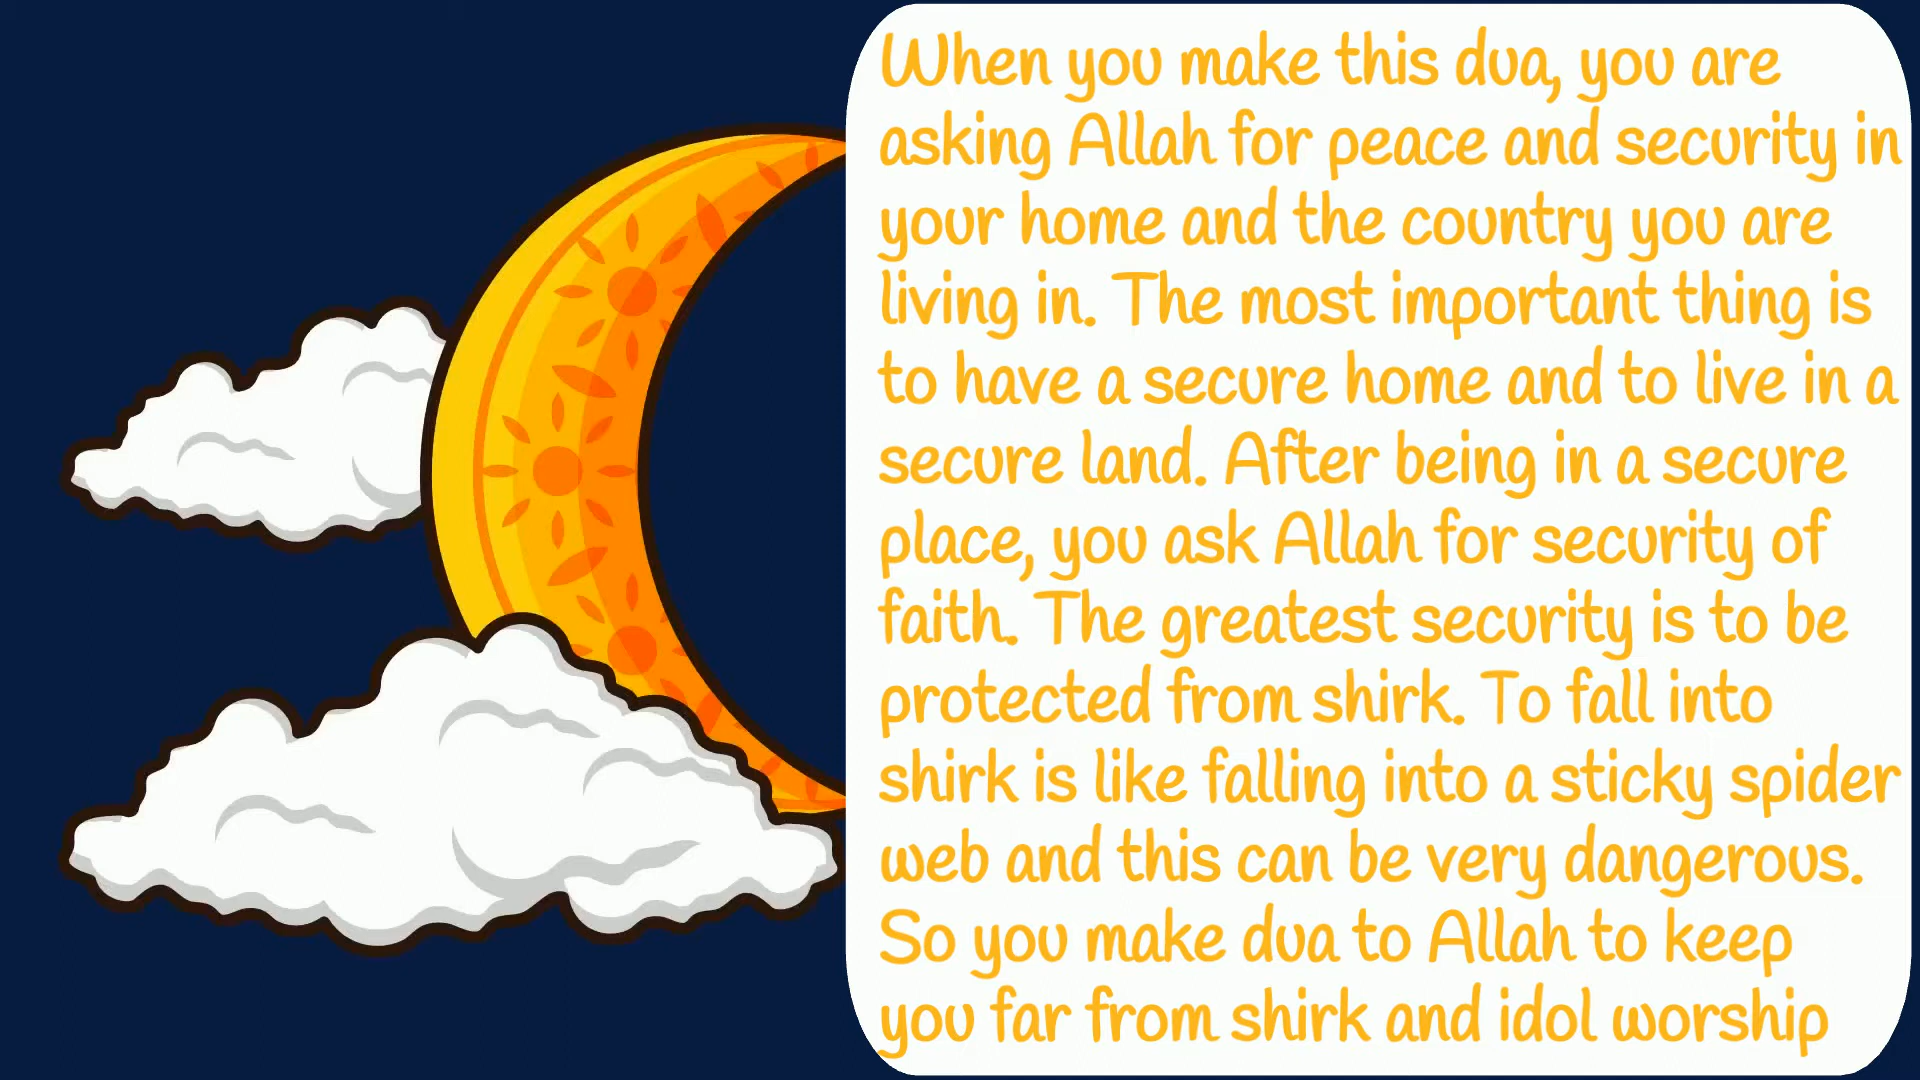 When you make this dua, you are
asking Allah for peace and security in
your home and the country you are
living in. The most important thing is
to have a secure home and to live in a
secure land. After being in a secure
place, you ask Allah for security of
faith. The greatest security is to be
protected from shirk. To fall into
shirk is like falling into a sticky spider
web and this can be very dangerous.
So you make dua to Allah to keep
you far from shirk and idol worship